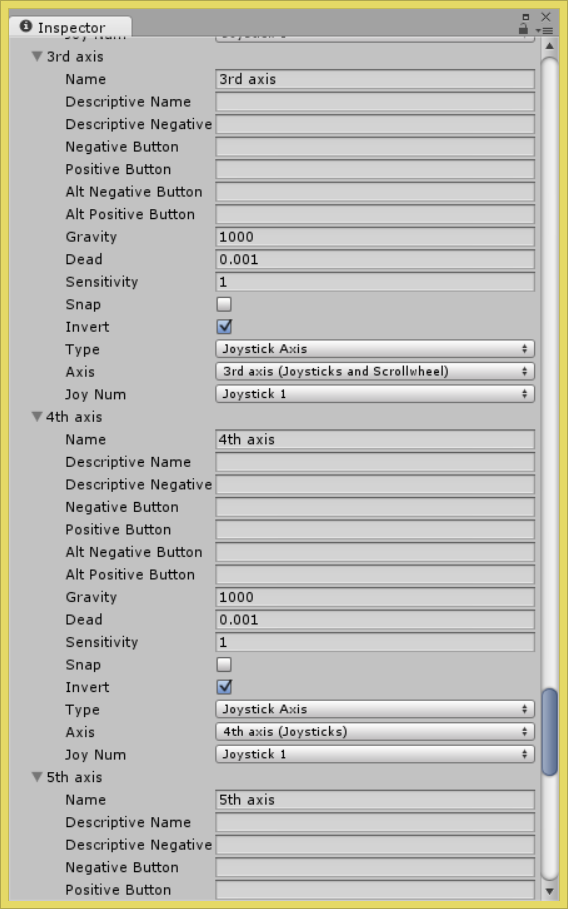 Inspector
3rd axis
Name 3rd axis
Descriptive Name
Descriptive Negative
Negative Button
Positive Button
Alt Negative Button
Alt Positive Button
Gravity 1000
Dead 0.001
Sensitivity 1
Snap
Invert
Type Joystick Axis
Axis 3rd axis (Joysticks and Scrollwheel)
Joy Num Joystick 1
4th axis
Name 4th axis
Descriptive Name
Descriptive Negative
Negative Button
Positive Button
Alt Negative Button
Alt Positive Button
Gravity 1000
Dead 0.001
Sensitivity 1
Snap
Invert
Type Joystick Axis
Axis 4th axis (Joysticks)
Joy Num Joystick 1
5th axis
Name 5th axis
Descriptive Name
Descriptive Negative
Negative Button
Positive Button